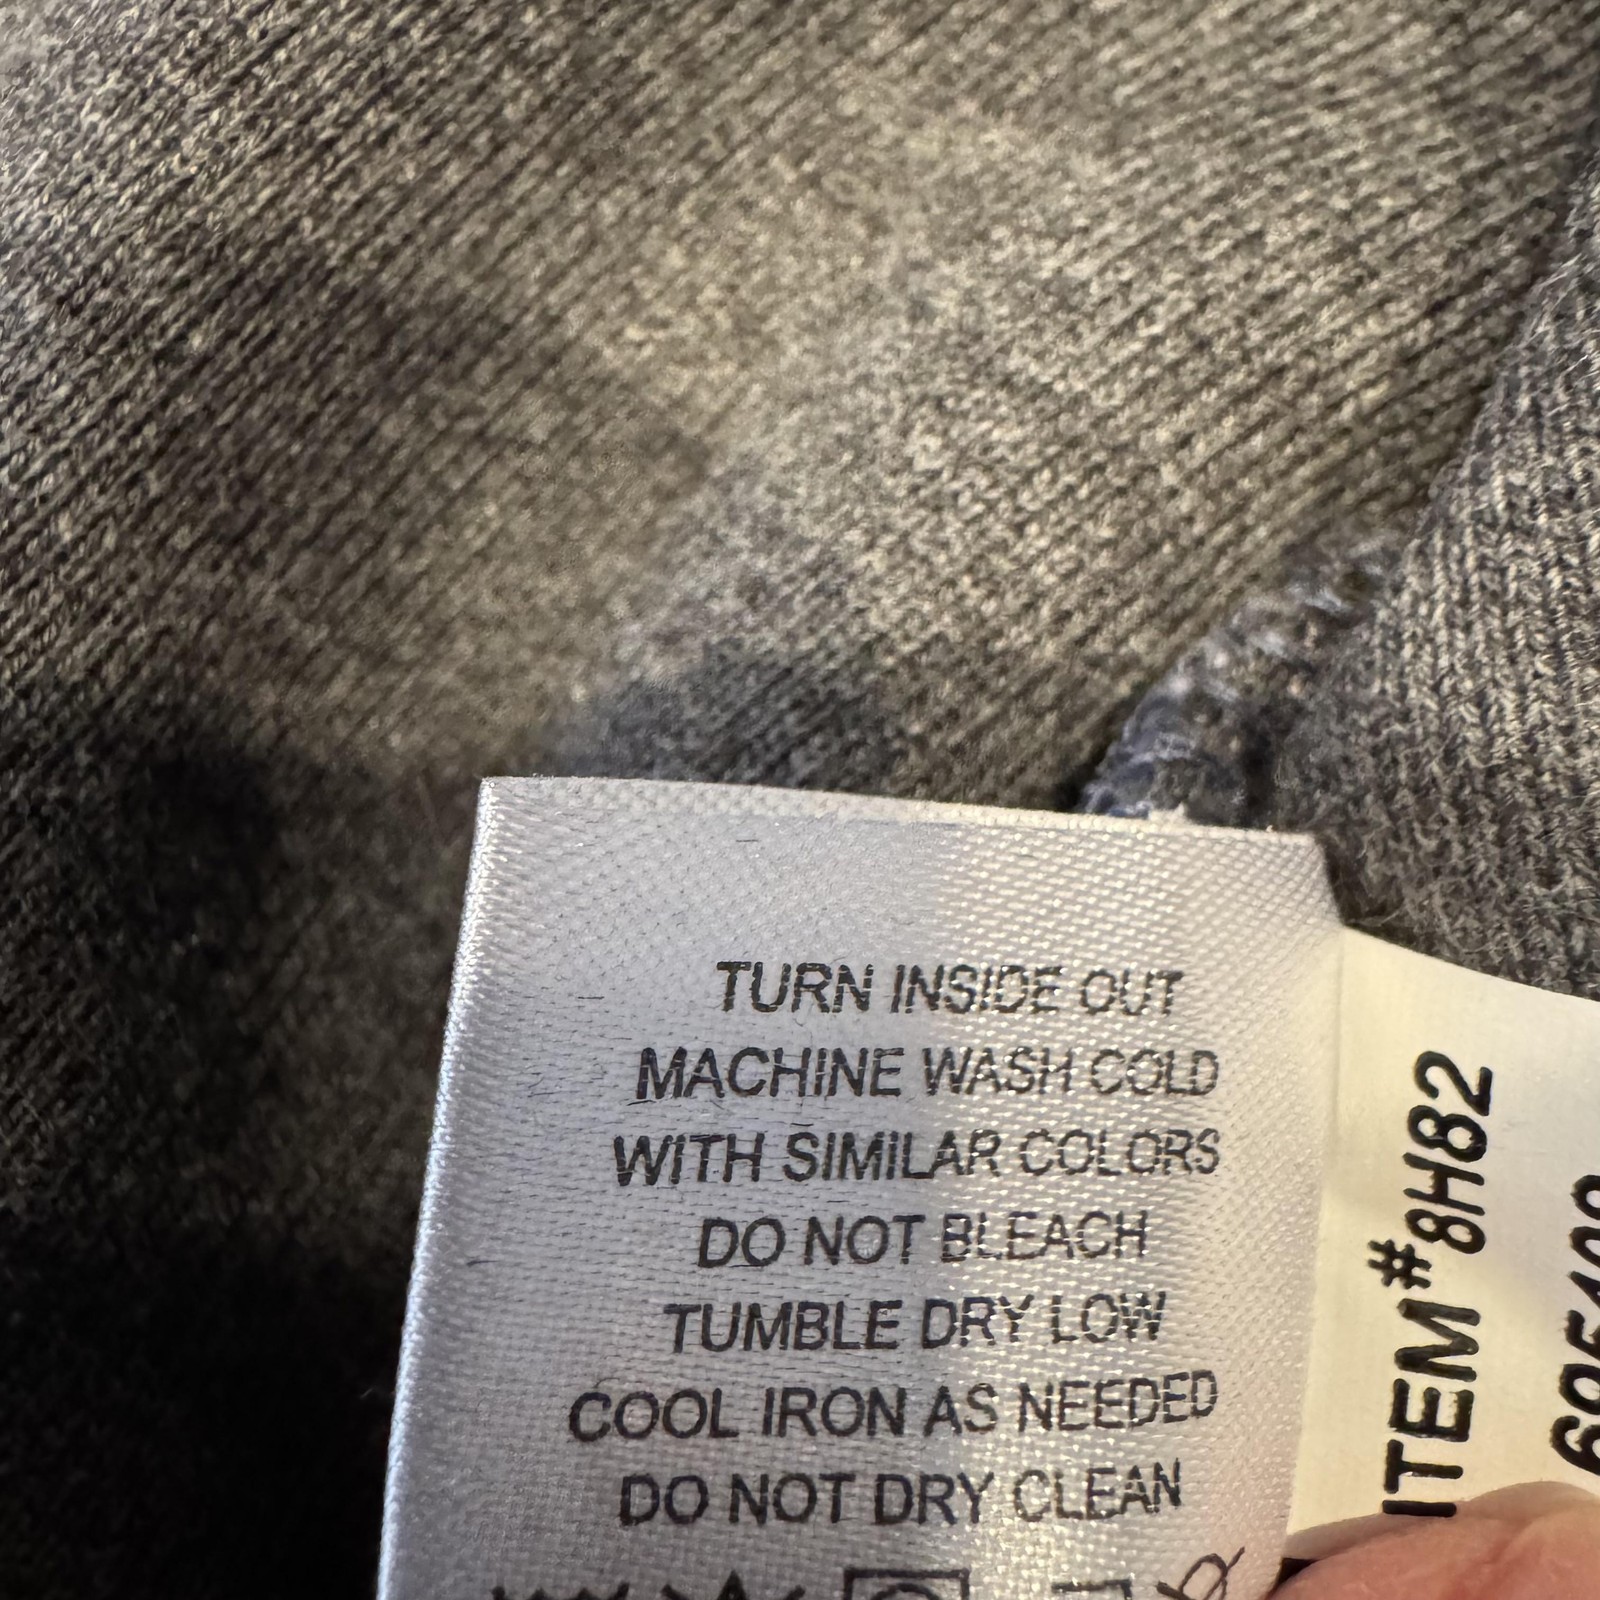 TURN INSIDE OUT
MACHINE WASH COLD
WITH SIMILAR COLORS
DO NOT BLEACH
TUMBLE DRY LOW
COOL IRON AS NEEDED
DO NOT DRY CLEAN
ITEM#8H82